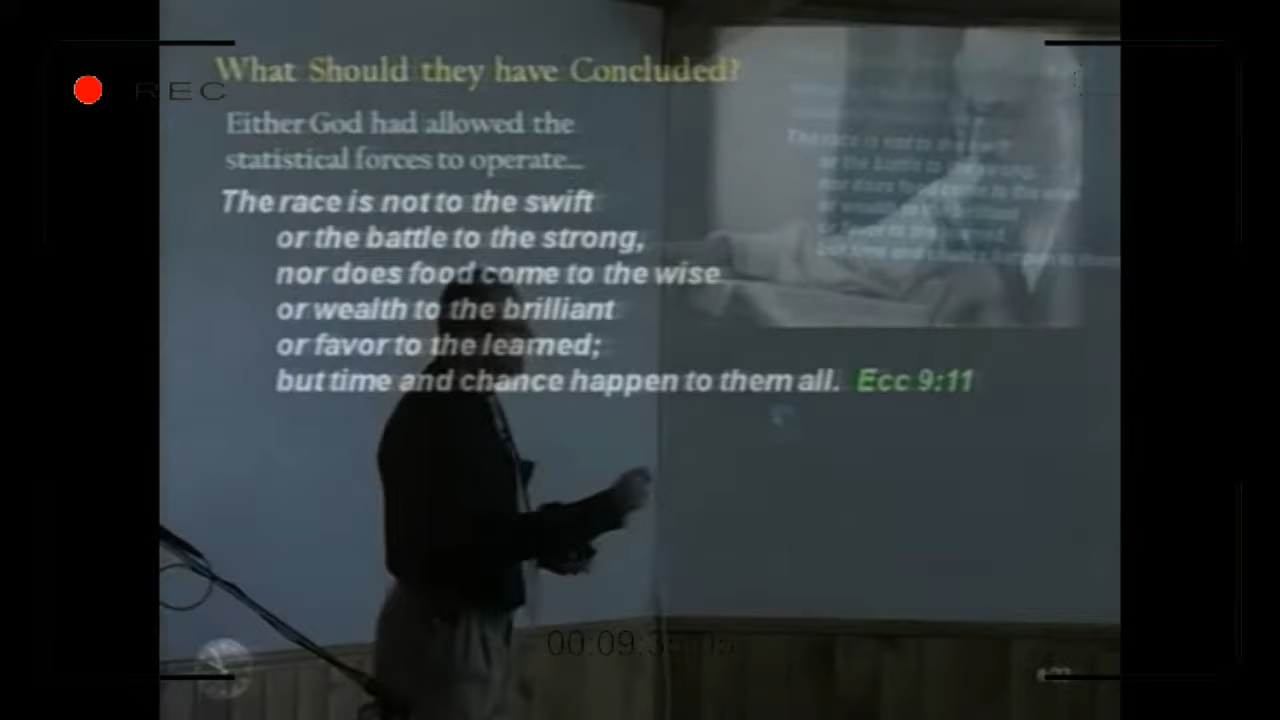 What Should they have Concluded?
REC
Either God had allowed the
statistical forces to operate...
The race is not to the swift
or the battle to the strong,
nor does food come to the wise
or wealth to the brilliant
or favor to the learned;
but time and chance happen to them all. Ecc 9:11